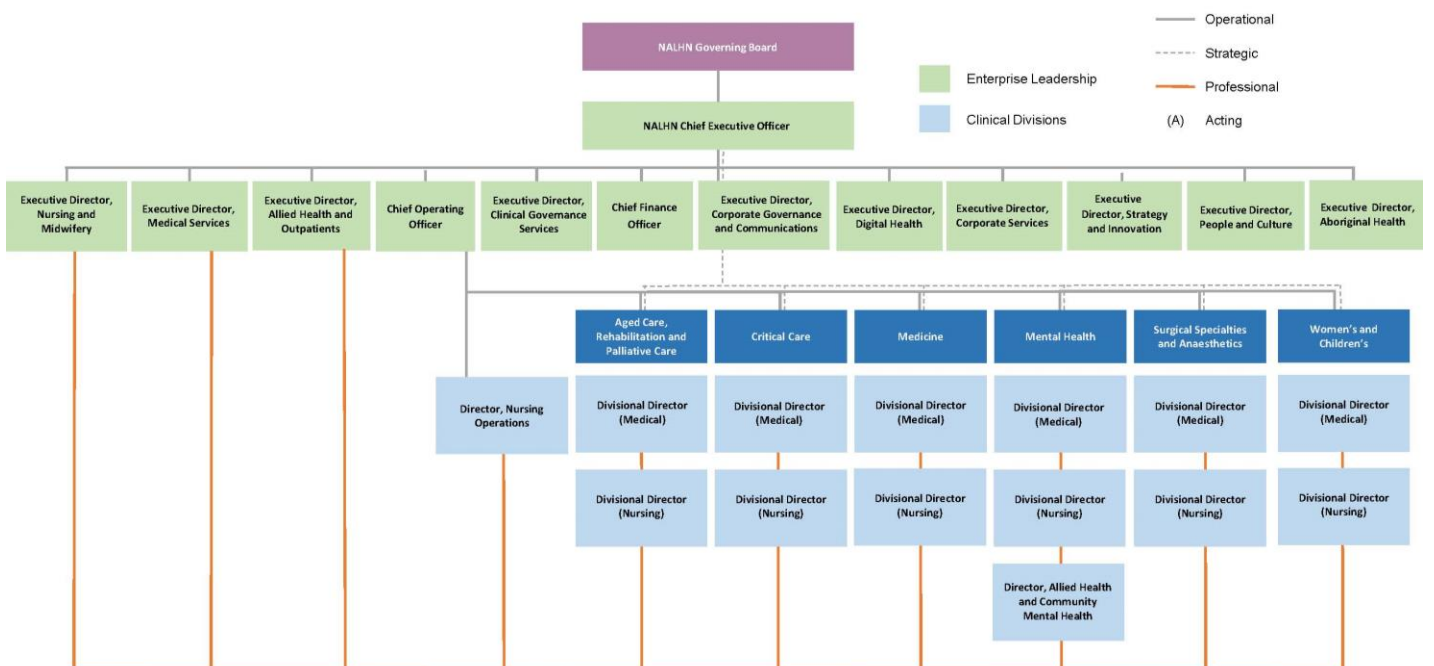 NALHN Governing Board
Operational
Strategic
Enterprise Leadership
Professional
NALHN Chief Executive Officer
Clinical Divisions
(A) Acting
Executive Director,
Nursing and
Midwifery
Executive Director,
Medical Services
Executive Director,
Allied Health and
Outpatients
Chief Operating
Officer
Executive Director,
Clinical Governance
Services
Chief Finance
Officer
Executive Director,
Corporate Governance
and Communications
Executive Director,
Digital Health
Executive Director,
Corporate Services
Executive
Director, Strategy
and Innovation
Executive Director,
People and Culture
Executive Director,
Aboriginal Health
Aged Care,
Rehabilitation and
Palliative Care
Critical Care
Medicine
Mental Health
Surgical Specialties
and Anaesthetics
Women's and
Children's
Director, Nursing
Operations
Divisional Director
(Medical)
Divisional Director
(Medical)
Divisional Director
(Medical)
Divisional Director
(Medical)
Divisional Director
(Medical)
Divisional Director
(Medical)
Divisional Director
(Nursing)
Divisional Director
(Nursing)
Divisional Director
(Nursing)
Divisional Director
(Nursing)
Divisional Director
(Nursing)
Divisional Director
(Nursing)
Director, Allied Health
and Community
Mental Health